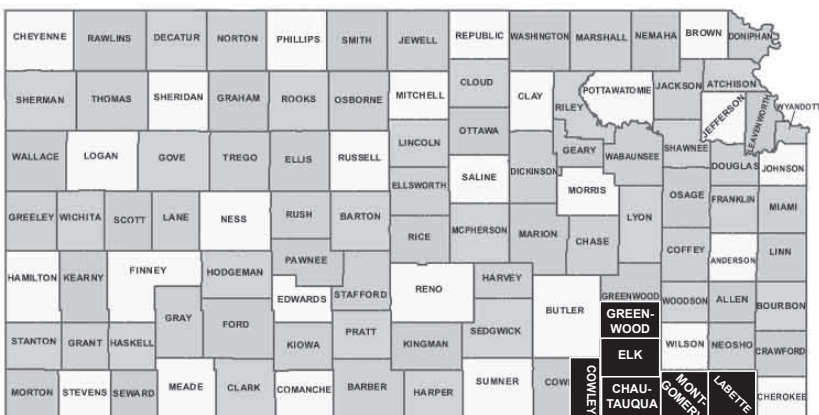 CHEYENNE RAWLINS DECATUR NORTON PHILLIPS SMITH JEWELL REPUBLIC WASHINGTON MARSHALL NEMAHA BROWN DONIPHAN
SHERMAN THOMAS SHERIDAN GRAHAM ROOKS OSBORNE MITCHELL CLOUD CLAY RILEY POTTAWATOMIE JACKSON ATCHISON
JEFFERSON LEAVENWORTH WYANDOTT
WALLACE LOGAN GOVE TREGO ELLIS RUSSELL LINCOLN OTTAWA GEARY WABAUNSEE SHAWNEE
ELLSWORTH SALINE DICKINSON MORRIS DOUGLAS JOHNSON
GREELEY WICHITA SCOTT LANE NESS RUSH BARTON RICE MCPHERSON MARION CHASE LYON OSAGE FRANKLIN MIAMI
HAMILTON KEARNY FINNEY HODGEMAN PAWNEE STAFFORD EDWARDS RENO HARVEY BUTLER GREENWOOD COFFEY ANDERSON LINN
GREEN-
WOOD
WOODSON ALLEN BOURBON
STANTON GRANT HASKELL GRAY FORD KIOWA PRATT KINGMAN SEDGWICK ELK WILSON NEOSHO CRAWFORD
MORTON STEVENS SEWARD MEADE CLARK COMANCHE BARBER HARPER SUMNER COWL COWLEY
CHAU-
TAUQUA
MONT-
GOMERY
LABETTE
CHEROKEE